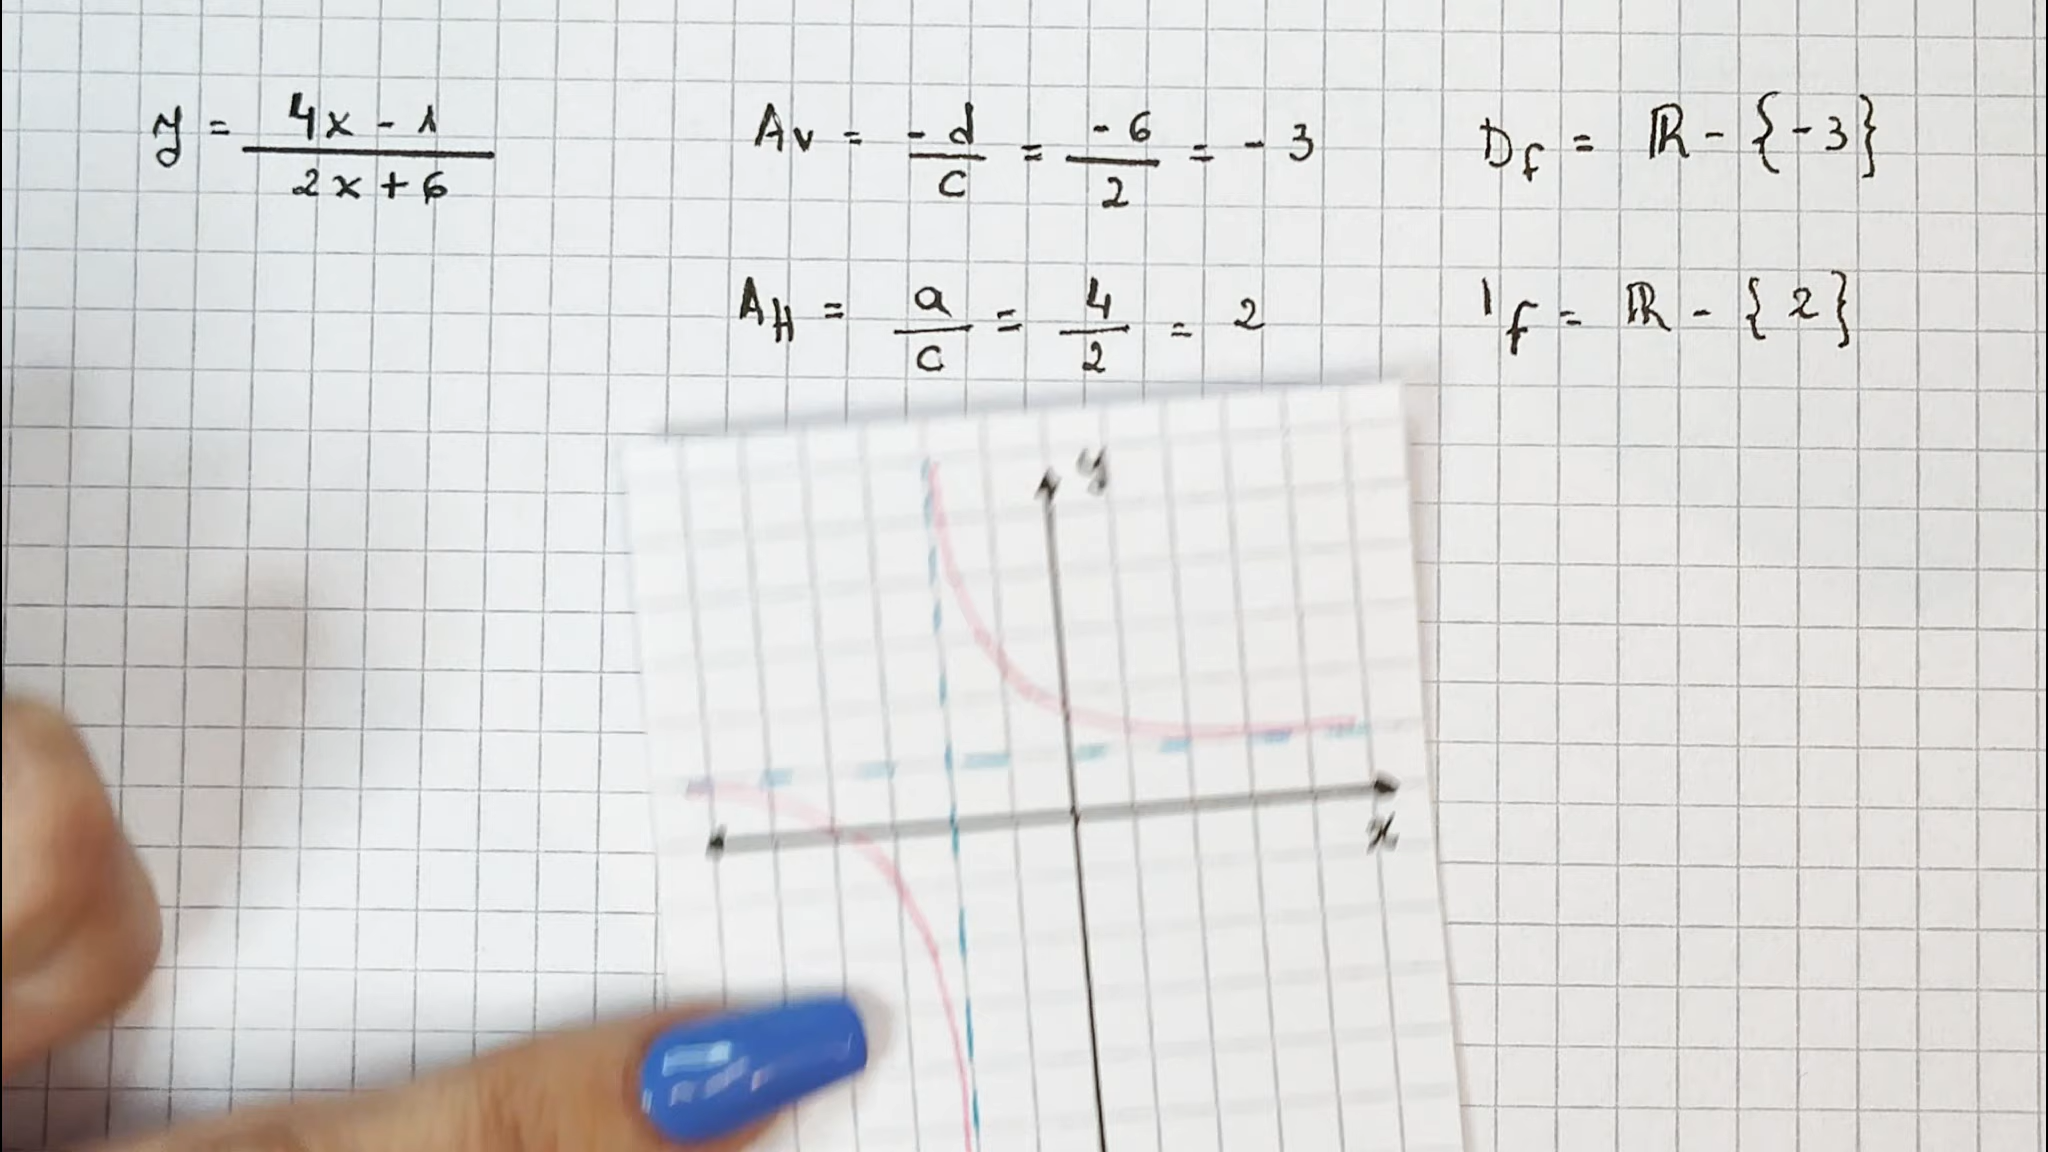 y = (4x - 1)/(2x + 6)
Av = -d/c = -6/2 = -3
Df = ℝ - {-3}
AH = a/c = 4/2 = 2
If = ℝ - {2}
y
x